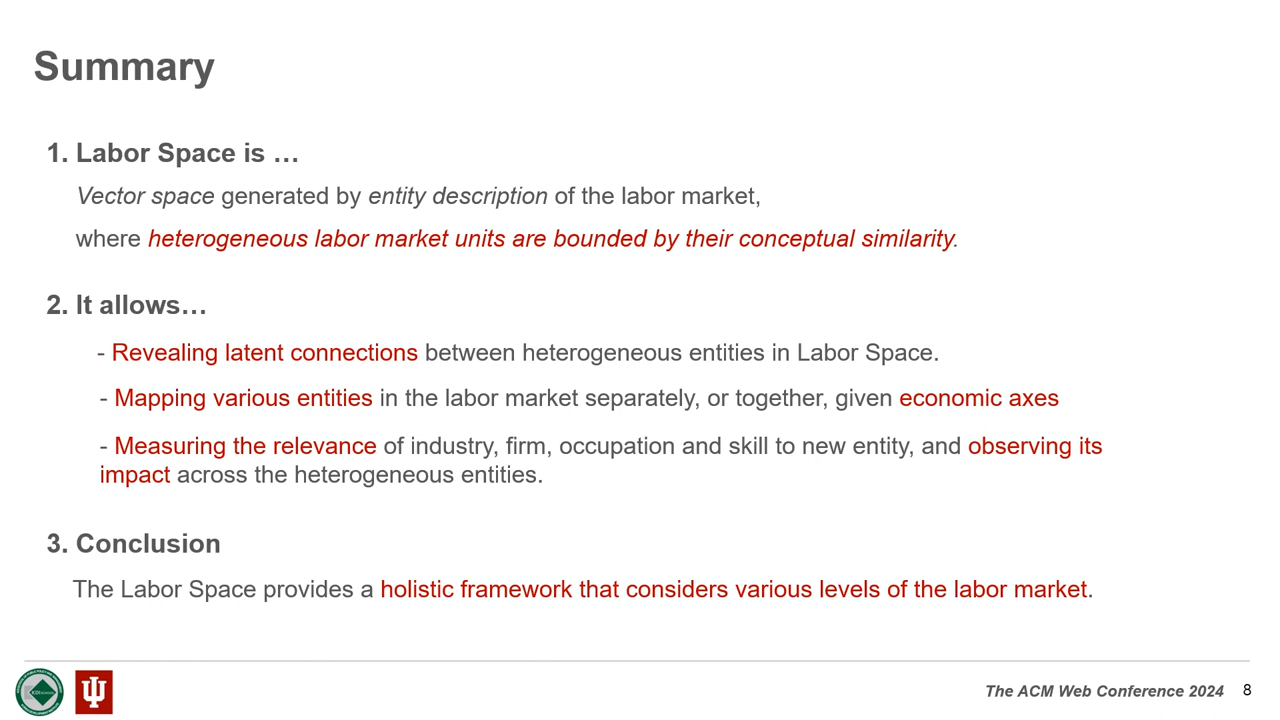 Summary
1. Labor Space is …
Vector space generated by entity description of the labor market,
where heterogeneous labor market units are bounded by their conceptual similarity.
2. It allows…
- Revealing latent connections between heterogeneous entities in Labor Space.
- Mapping various entities in the labor market separately, or together, given economic axes
- Measuring the relevance of industry, firm, occupation and skill to new entity, and observing its
impact across the heterogeneous entities.
3. Conclusion
The Labor Space provides a holistic framework that considers various levels of the labor market.
The ACM Web Conference 2024 8